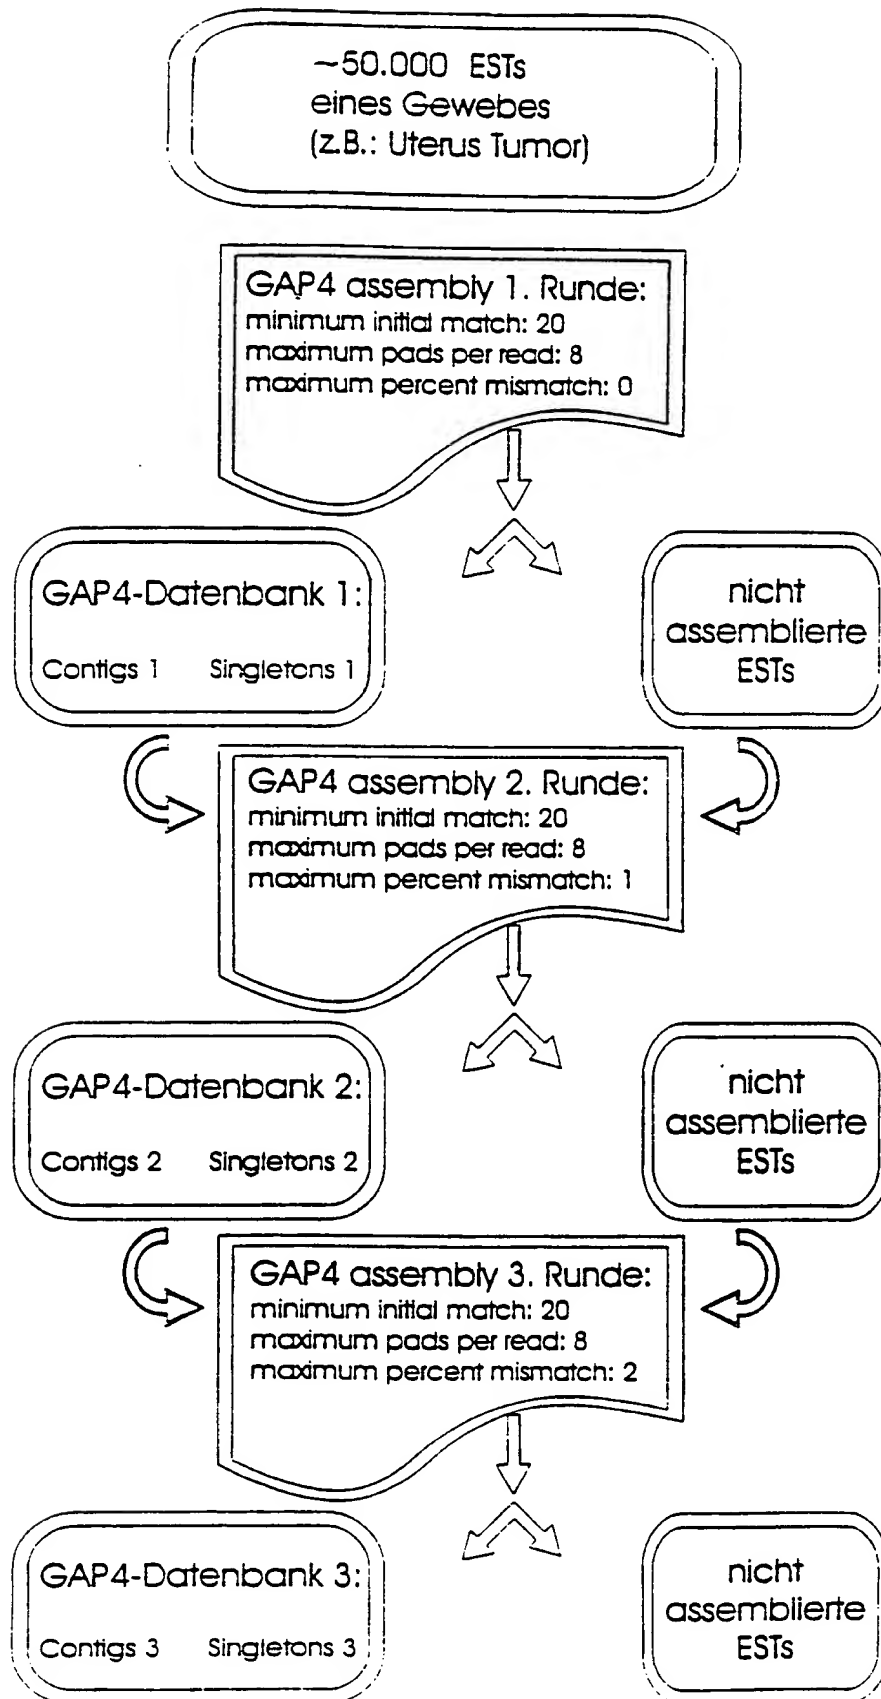 ~50.000 ESTs
eines Gewebes
(z.B.: Uterus Tumor)
GAP4 assembly 1. Runde:
minimum initial match: 20
maximum pads per read: 8
maximum percent mismatch: 0
GAP4-Datenbank 1:
Contigs 1 Singletons 1
nicht
assemblierte
ESTs
GAP4 assembly 2. Runde:
minimum initial match: 20
maximum pads per read: 8
maximum percent mismatch: 1
GAP4-Datenbank 2:
Contigs 2 Singletons 2
nicht
assemblierte
ESTs
GAP4 assembly 3. Runde:
minimum initial match: 20
maximum pads per read: 8
maximum percent mismatch: 2
GAP4-Datenbank 3:
Contigs 3 Singletons 3
nicht
assemblierte
ESTs